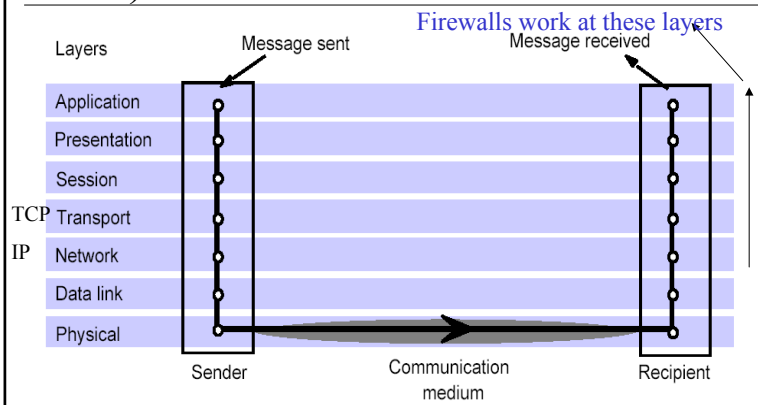 Firewalls work at these layers
Layers
Message sent
Message received
Application
Presentation
Session
TCP Transport
IP Network
Data link
Physical
Sender
Communication
medium
Recipient